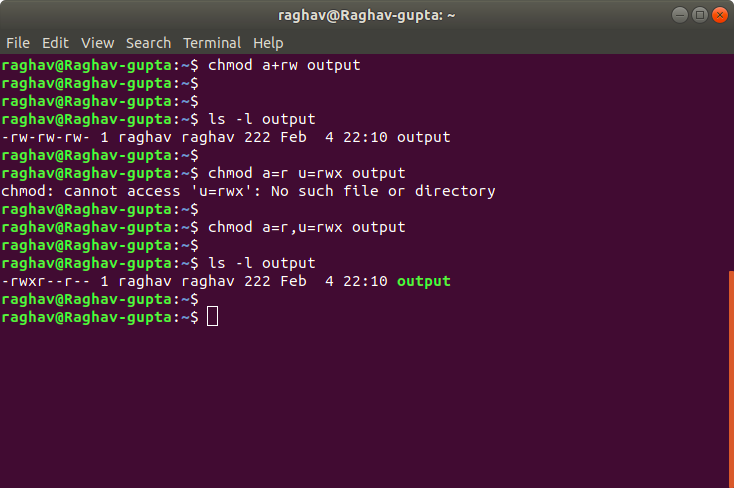 raghav@Raghav-gupta: ~
File Edit View Search Terminal Help
raghav@Raghav-gupta:~$ chmod a+rw output
raghav@Raghav-gupta:~$
raghav@Raghav-gupta:~$
raghav@Raghav-gupta:~$ ls -l output
-rw-rw-rw- 1 raghav raghav 222 Feb  4 22:10 output
raghav@Raghav-gupta:~$
raghav@Raghav-gupta:~$ chmod a=r u=rwx output
chmod: cannot access 'u=rwx': No such file or directory
raghav@Raghav-gupta:~$
raghav@Raghav-gupta:~$ chmod a=r,u=rwx output
raghav@Raghav-gupta:~$
raghav@Raghav-gupta:~$ ls -l output
-rwxr--r-- 1 raghav raghav 222 Feb  4 22:10 output
raghav@Raghav-gupta:~$
raghav@Raghav-gupta:~$